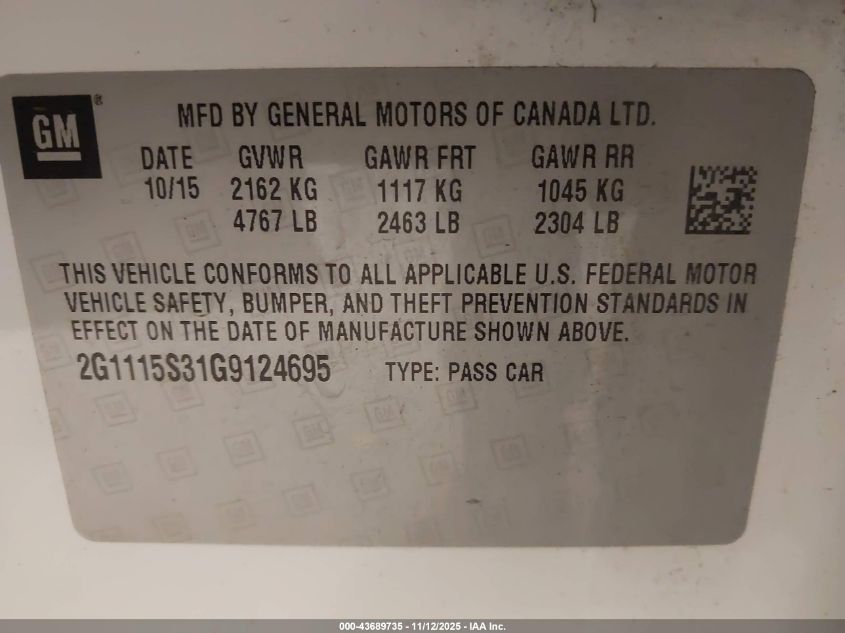 GM®
MFD BY GENERAL MOTORS OF CANADA LTD.
DATE GVWR GAWR FRT GAWR RR
10/15 2162 KG 1117 KG 1045 KG
4767 LB 2463 LB 2304 LB
THIS VEHICLE CONFORMS TO ALL APPLICABLE U.S. FEDERAL MOTOR
VEHICLE SAFETY, BUMPER, AND THEFT PREVENTION STANDARDS IN
EFFECT ON THE DATE OF MANUFACTURE SHOWN ABOVE.
2G1115S31G9124695 TYPE: PASS CAR
000-43689735 - 11/12/2025 - IAA Inc.